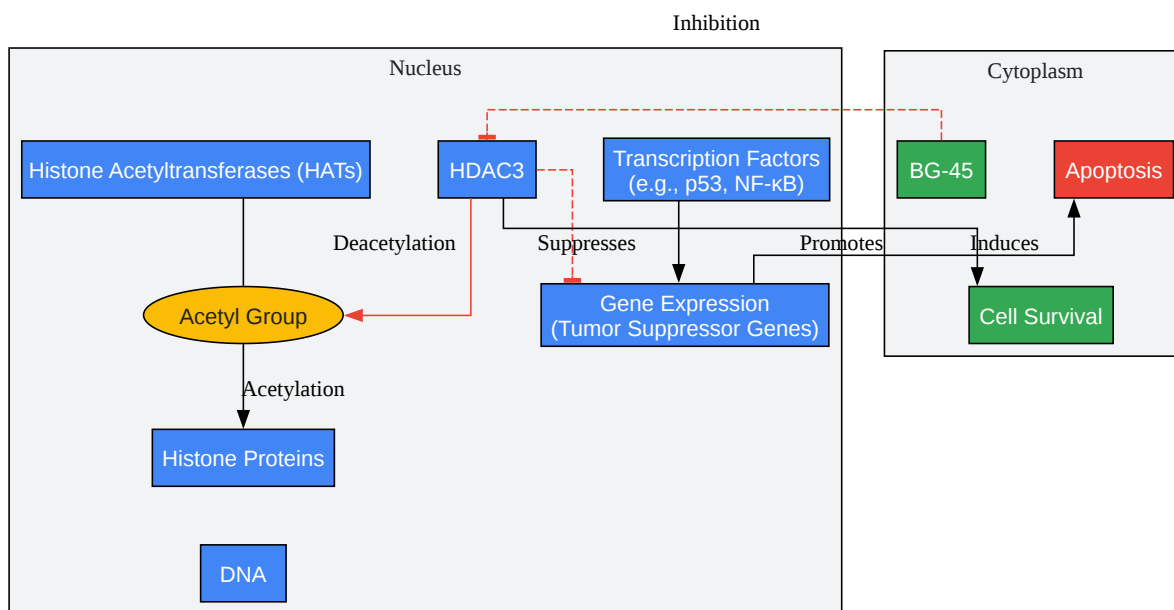 Inhibition
Nucleus
Cytoplasm
Histone Acetyltransferases (HATs)
HDAC3
Transcription Factors
(e.g., p53, NF-κB)
BG-45
Apoptosis
Deacetylation
Suppresses
Promotes
Induces
Acetyl Group
Gene Expression
(Tumor Suppressor Genes)
Cell Survival
Acetylation
Histone Proteins
DNA